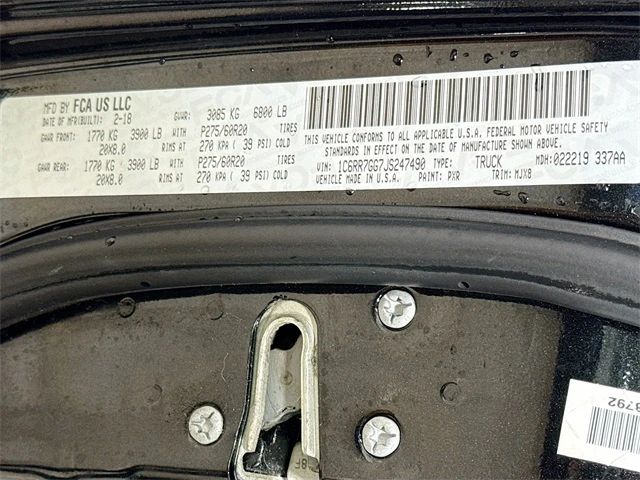 MFD BY FCA US LLC
DATE OF MFR(BUILT): 2-18 GVWR: 3085 KG 6800 LB
GAWR FRONT: 1770 KG 3900 LB WITH P275/60R20 TIRES
20X8.0 RIMS AT 270 KPA ( 39 PSI) COLD
GAWR REAR: 1770 KG 3900 LB WITH P275/60R20 TIRES
20X8.0 RIMS AT 270 KPA ( 39 PSI) COLD
THIS VEHICLE CONFORMS TO ALL APPLICABLE U.S.A. FEDERAL MOTOR VEHICLE SAFETY
STANDARDS IN EFFECT ON THE DATE OF MANUFACTURE SHOWN ABOVE.
VIN: 1C6RR7GG7JS247490 TYPE: TRUCK MDH:022219 337AA
VEHICLE MADE IN U.S.A. PAINT: PXR TRIM: MJX8
8F